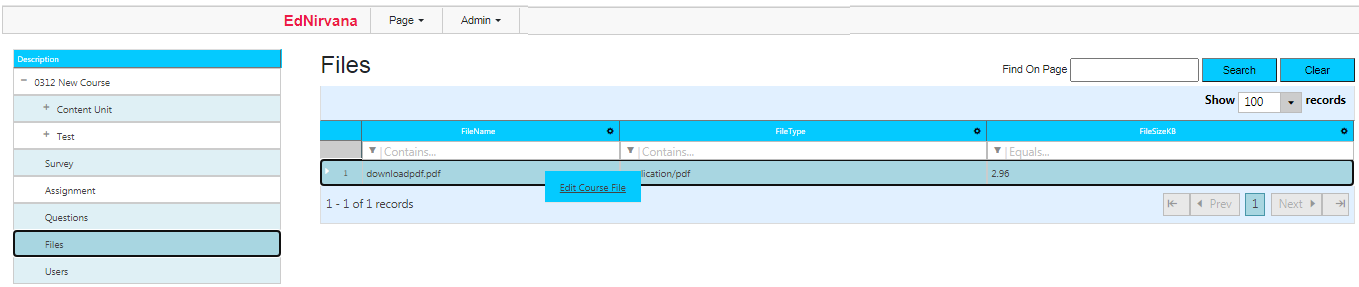 EdNirvana Page Admin
Description
0312 New Course
Content Unit
Test
Survey
Assignment
Questions
Files
Users
Files
Find On Page Search Clear
Show 100 records
FileName FileType FileSizeKB
Contains... Contains... Equals...
1 downloadpdf.pdf lication/pdf 2.96
Edit Course File
1 - 1 of 1 records Prev 1 Next